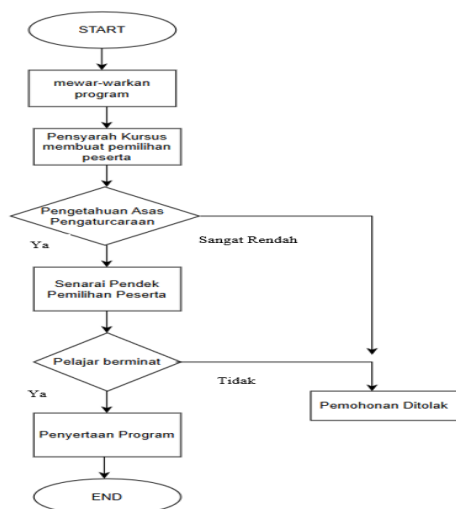 START
mewar-warkan
program
Pensyarah Kursus
membuat pemilihan
peserta
Pengetahuan Asas
Pengaturcaraan
Ya
Sangat Rendah
Senarai Pendek
Pemilihan Peserta
Pelajar berminat
Ya
Tidak
Penyertaan Program
Pemohonan Ditolak
END